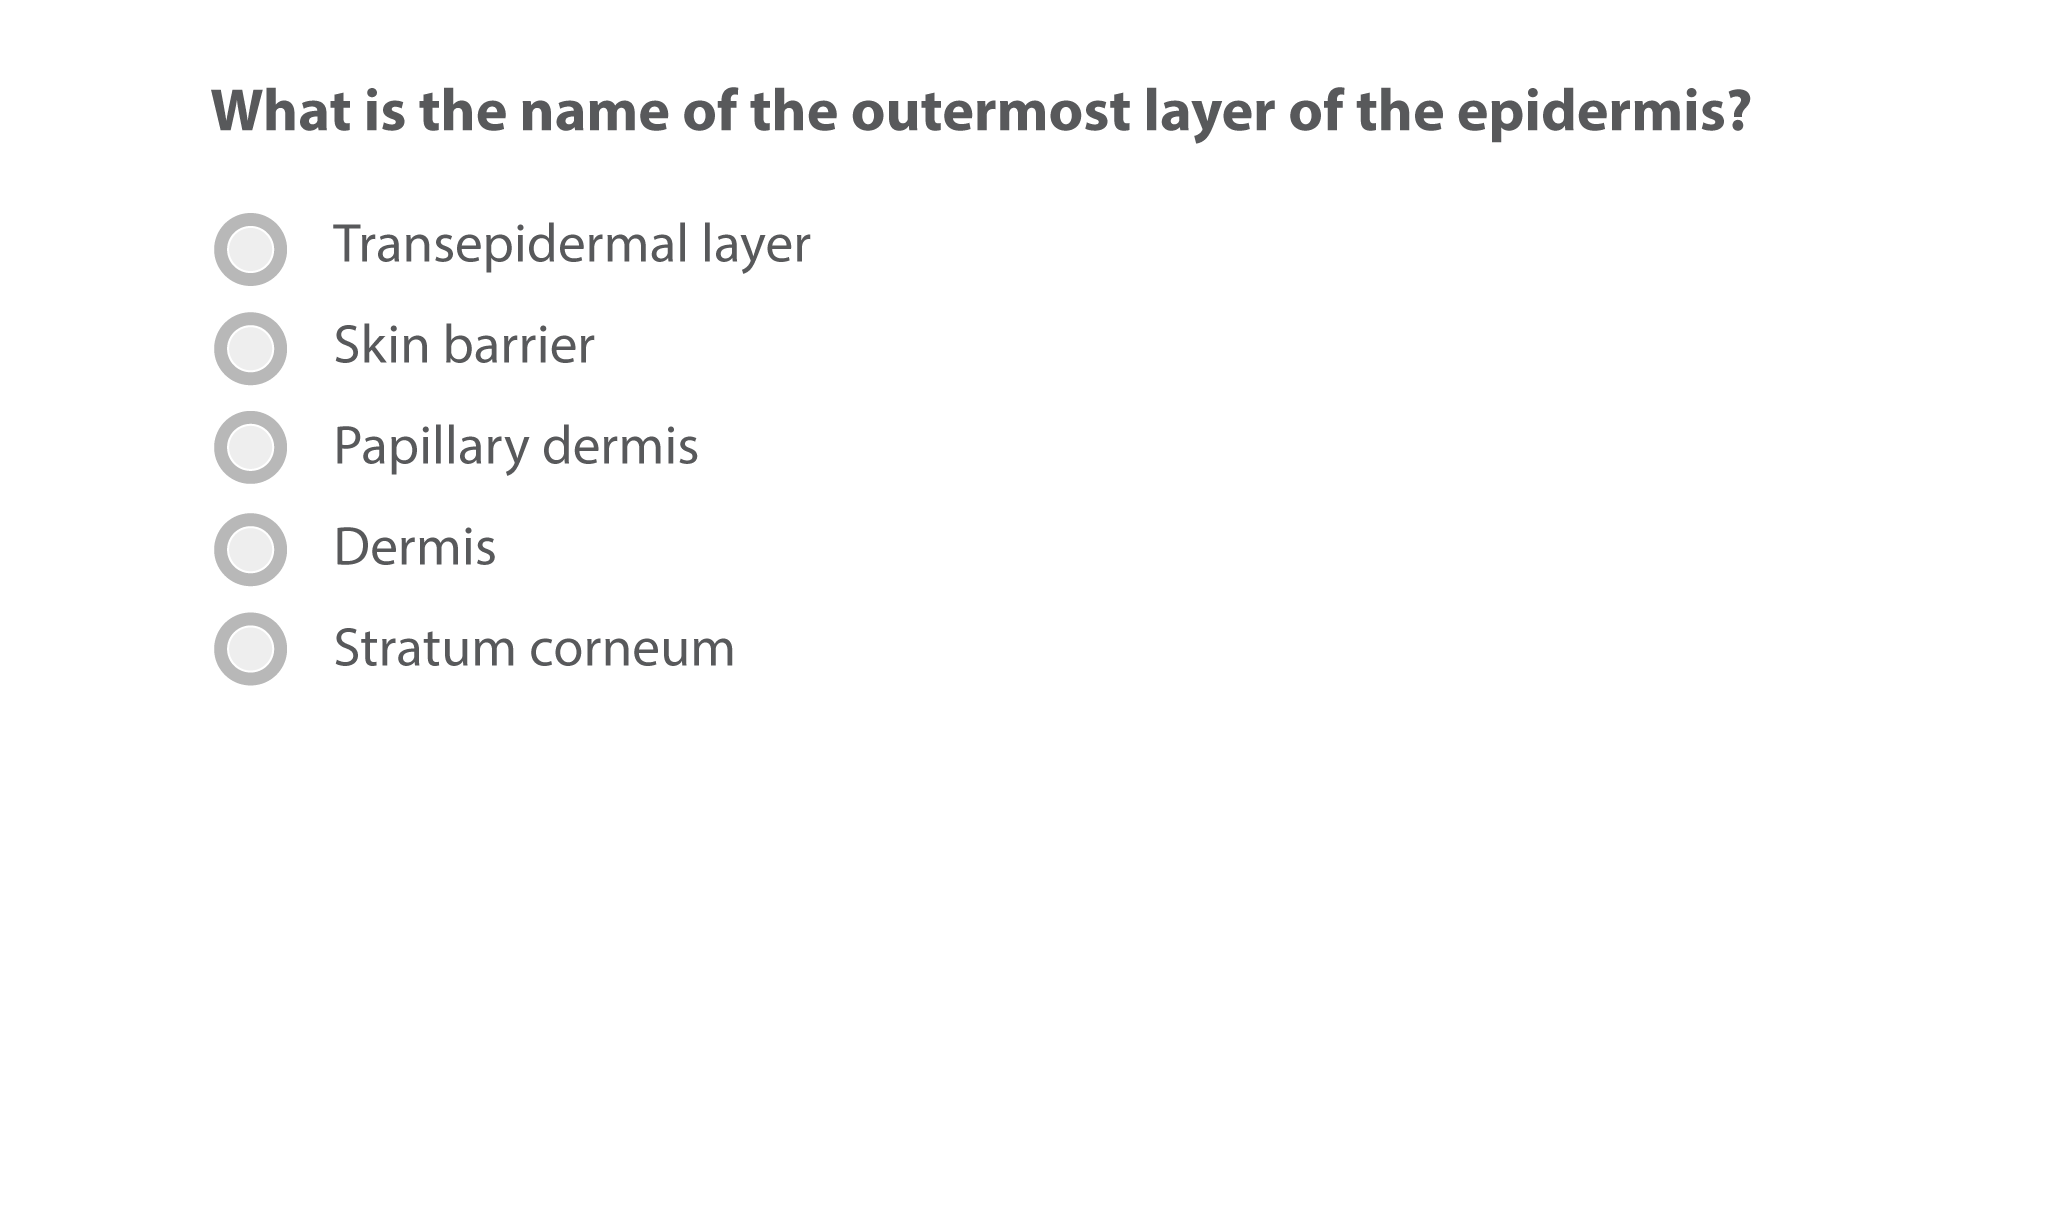 What is the name of the outermost layer of the epidermis?
Transepidermal layer
Skin barrier
Papillary dermis
Dermis
Stratum corneum